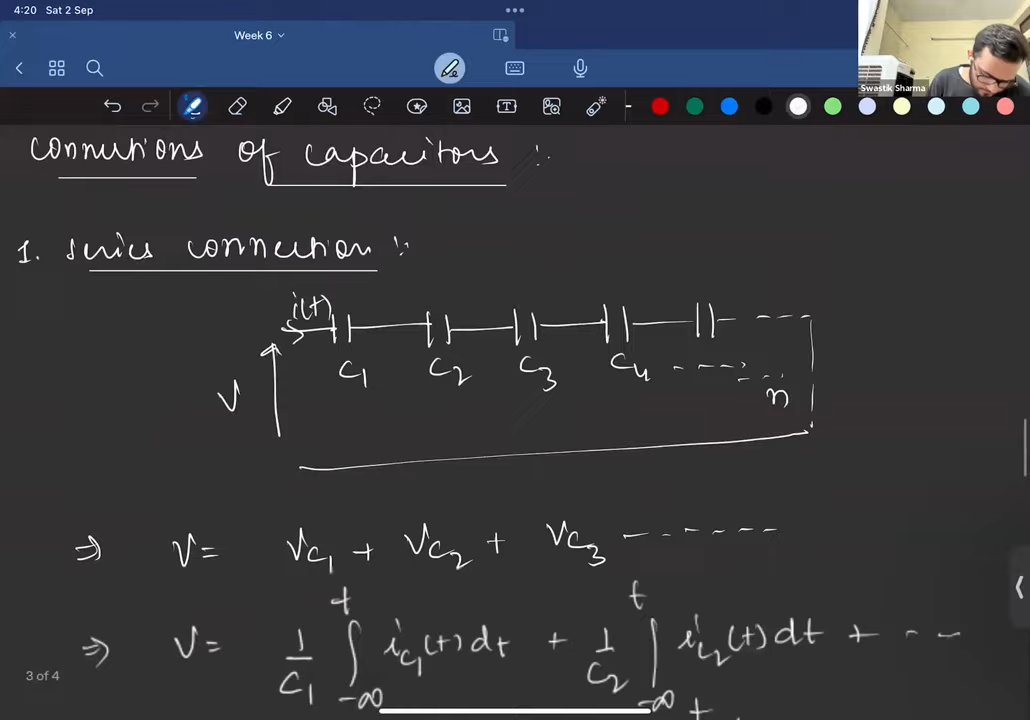 4:20 Sat 2 Sep
Week 6
Swastik Sharma
Connections of capacitors :
1. Series connection :
i(t)
C1 C2 C3 C4 -----
V
n
⇒ V = VC1 + VC2 + VC3 ------
⇒ V = 1/C1 ∫_{-∞}^{t} iC1(t) dt + 1/C2 ∫_{-∞}^{t} iC2(t) dt + ---
3 of 4